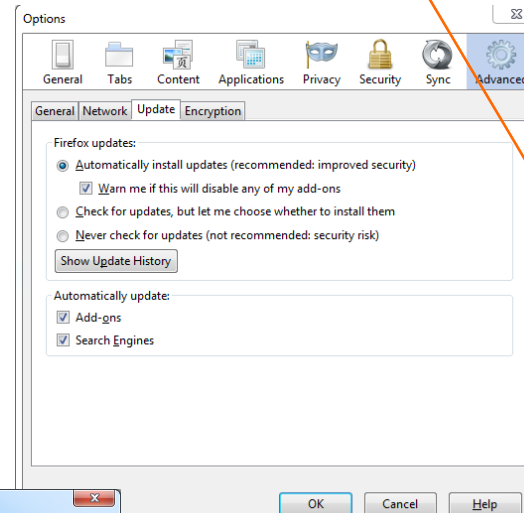 Options
General Tabs Content Applications Privacy Security Sync Advanced
General Network Update Encryption
Firefox updates:
Automatically install updates (recommended: improved security)
Warn me if this will disable any of my add-ons
Check for updates, but let me choose whether to install them
Never check for updates (not recommended: security risk)
Show Update History
Automatically update:
Add-ons
Search Engines
OK Cancel Help